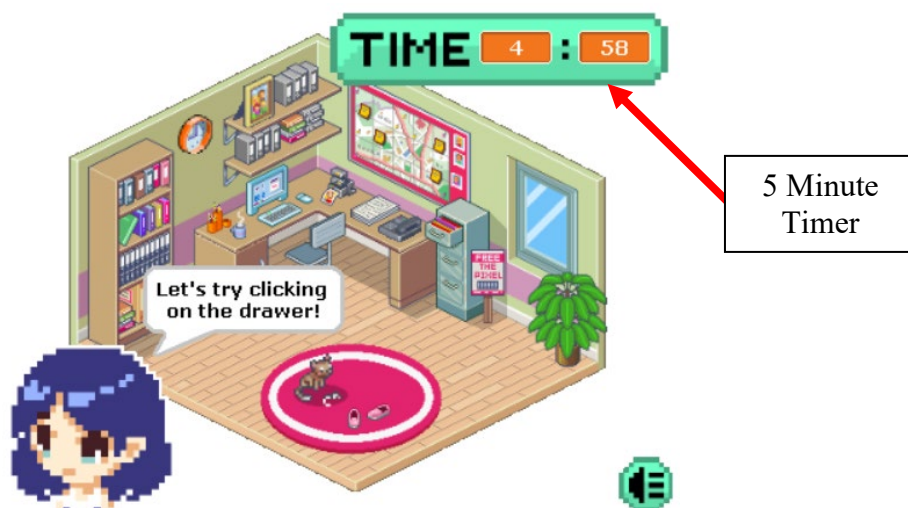 TIME 4 : 58
5 Minute
Timer
FREE
THE
PIXEL
Let's try clicking
on the drawer!